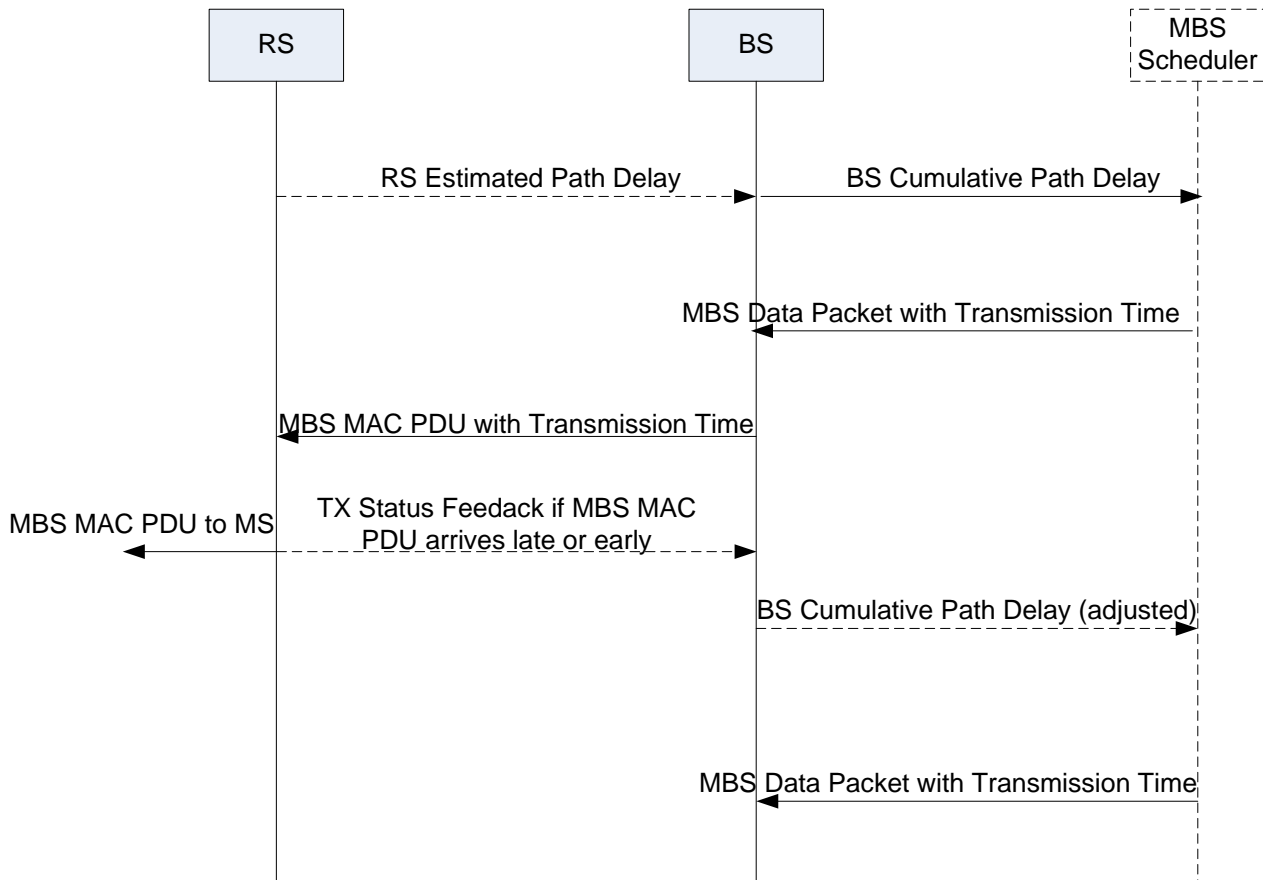 RS
BS
MBS
Scheduler
RS Estimated Path Delay
BS Cumulative Path Delay
MBS Data Packet with Transmission Time
MBS MAC PDU with Transmission Time
MBS MAC PDU to MS
TX Status Feedack if MBS MAC
PDU arrives late or early
BS Cumulative Path Delay (adjusted)
MBS Data Packet with Transmission Time